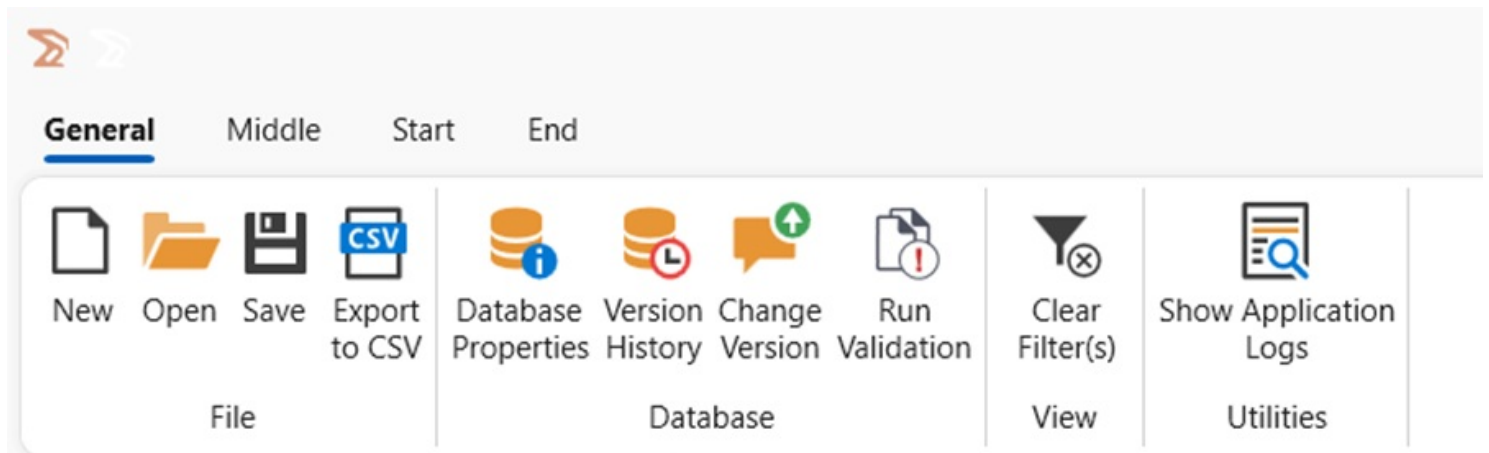 General Middle Start End
CSV
New Open Save Export to CSV Database Properties Version History Change Version Run Validation Clear Filter(s) Show Application Logs
File Database View Utilities